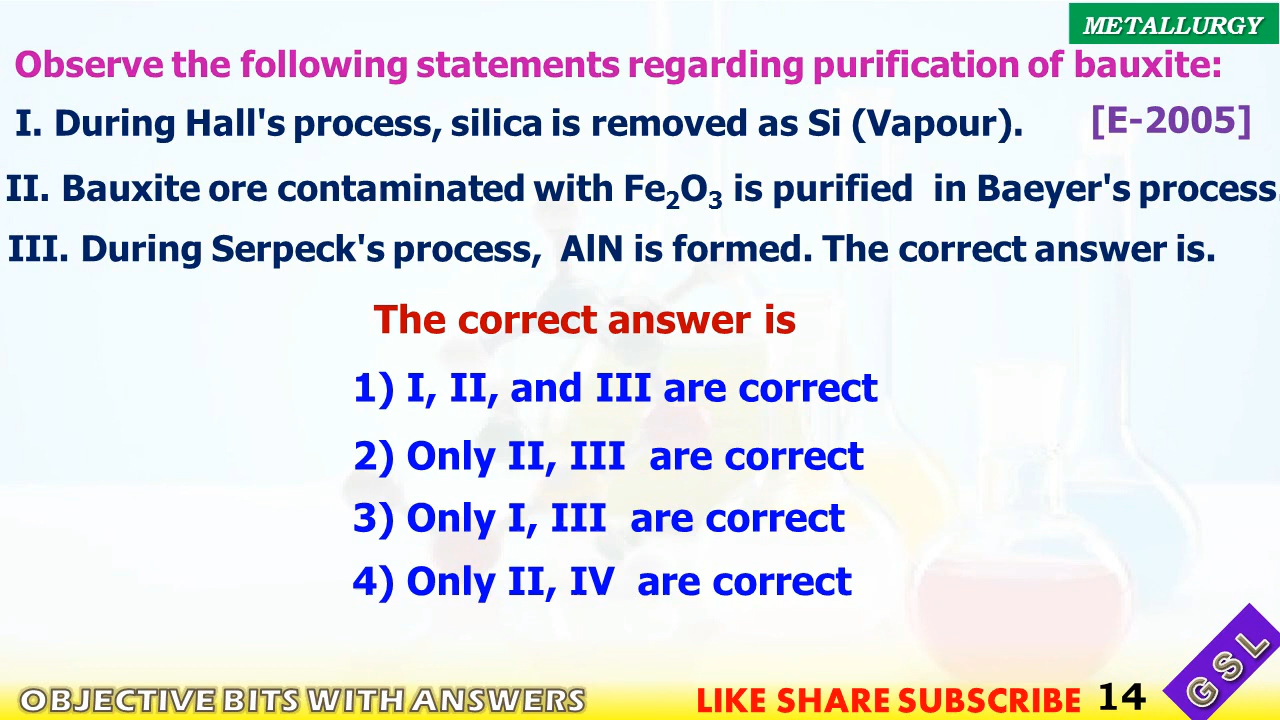 METALLURGY
Observe the following statements regarding purification of bauxite:
I. During Hall's process, silica is removed as Si (Vapour). [E-2005]
II. Bauxite ore contaminated with Fe₂O₃ is purified in Baeyer's process.
III. During Serpeck's process, AlN is formed. The correct answer is.
The correct answer is
1) I, II, and III are correct
2) Only II, III are correct
3) Only I, III are correct
4) Only II, IV are correct
GSL
OBJECTIVE BITS WITH ANSWERS LIKE SHARE SUBSCRIBE 14